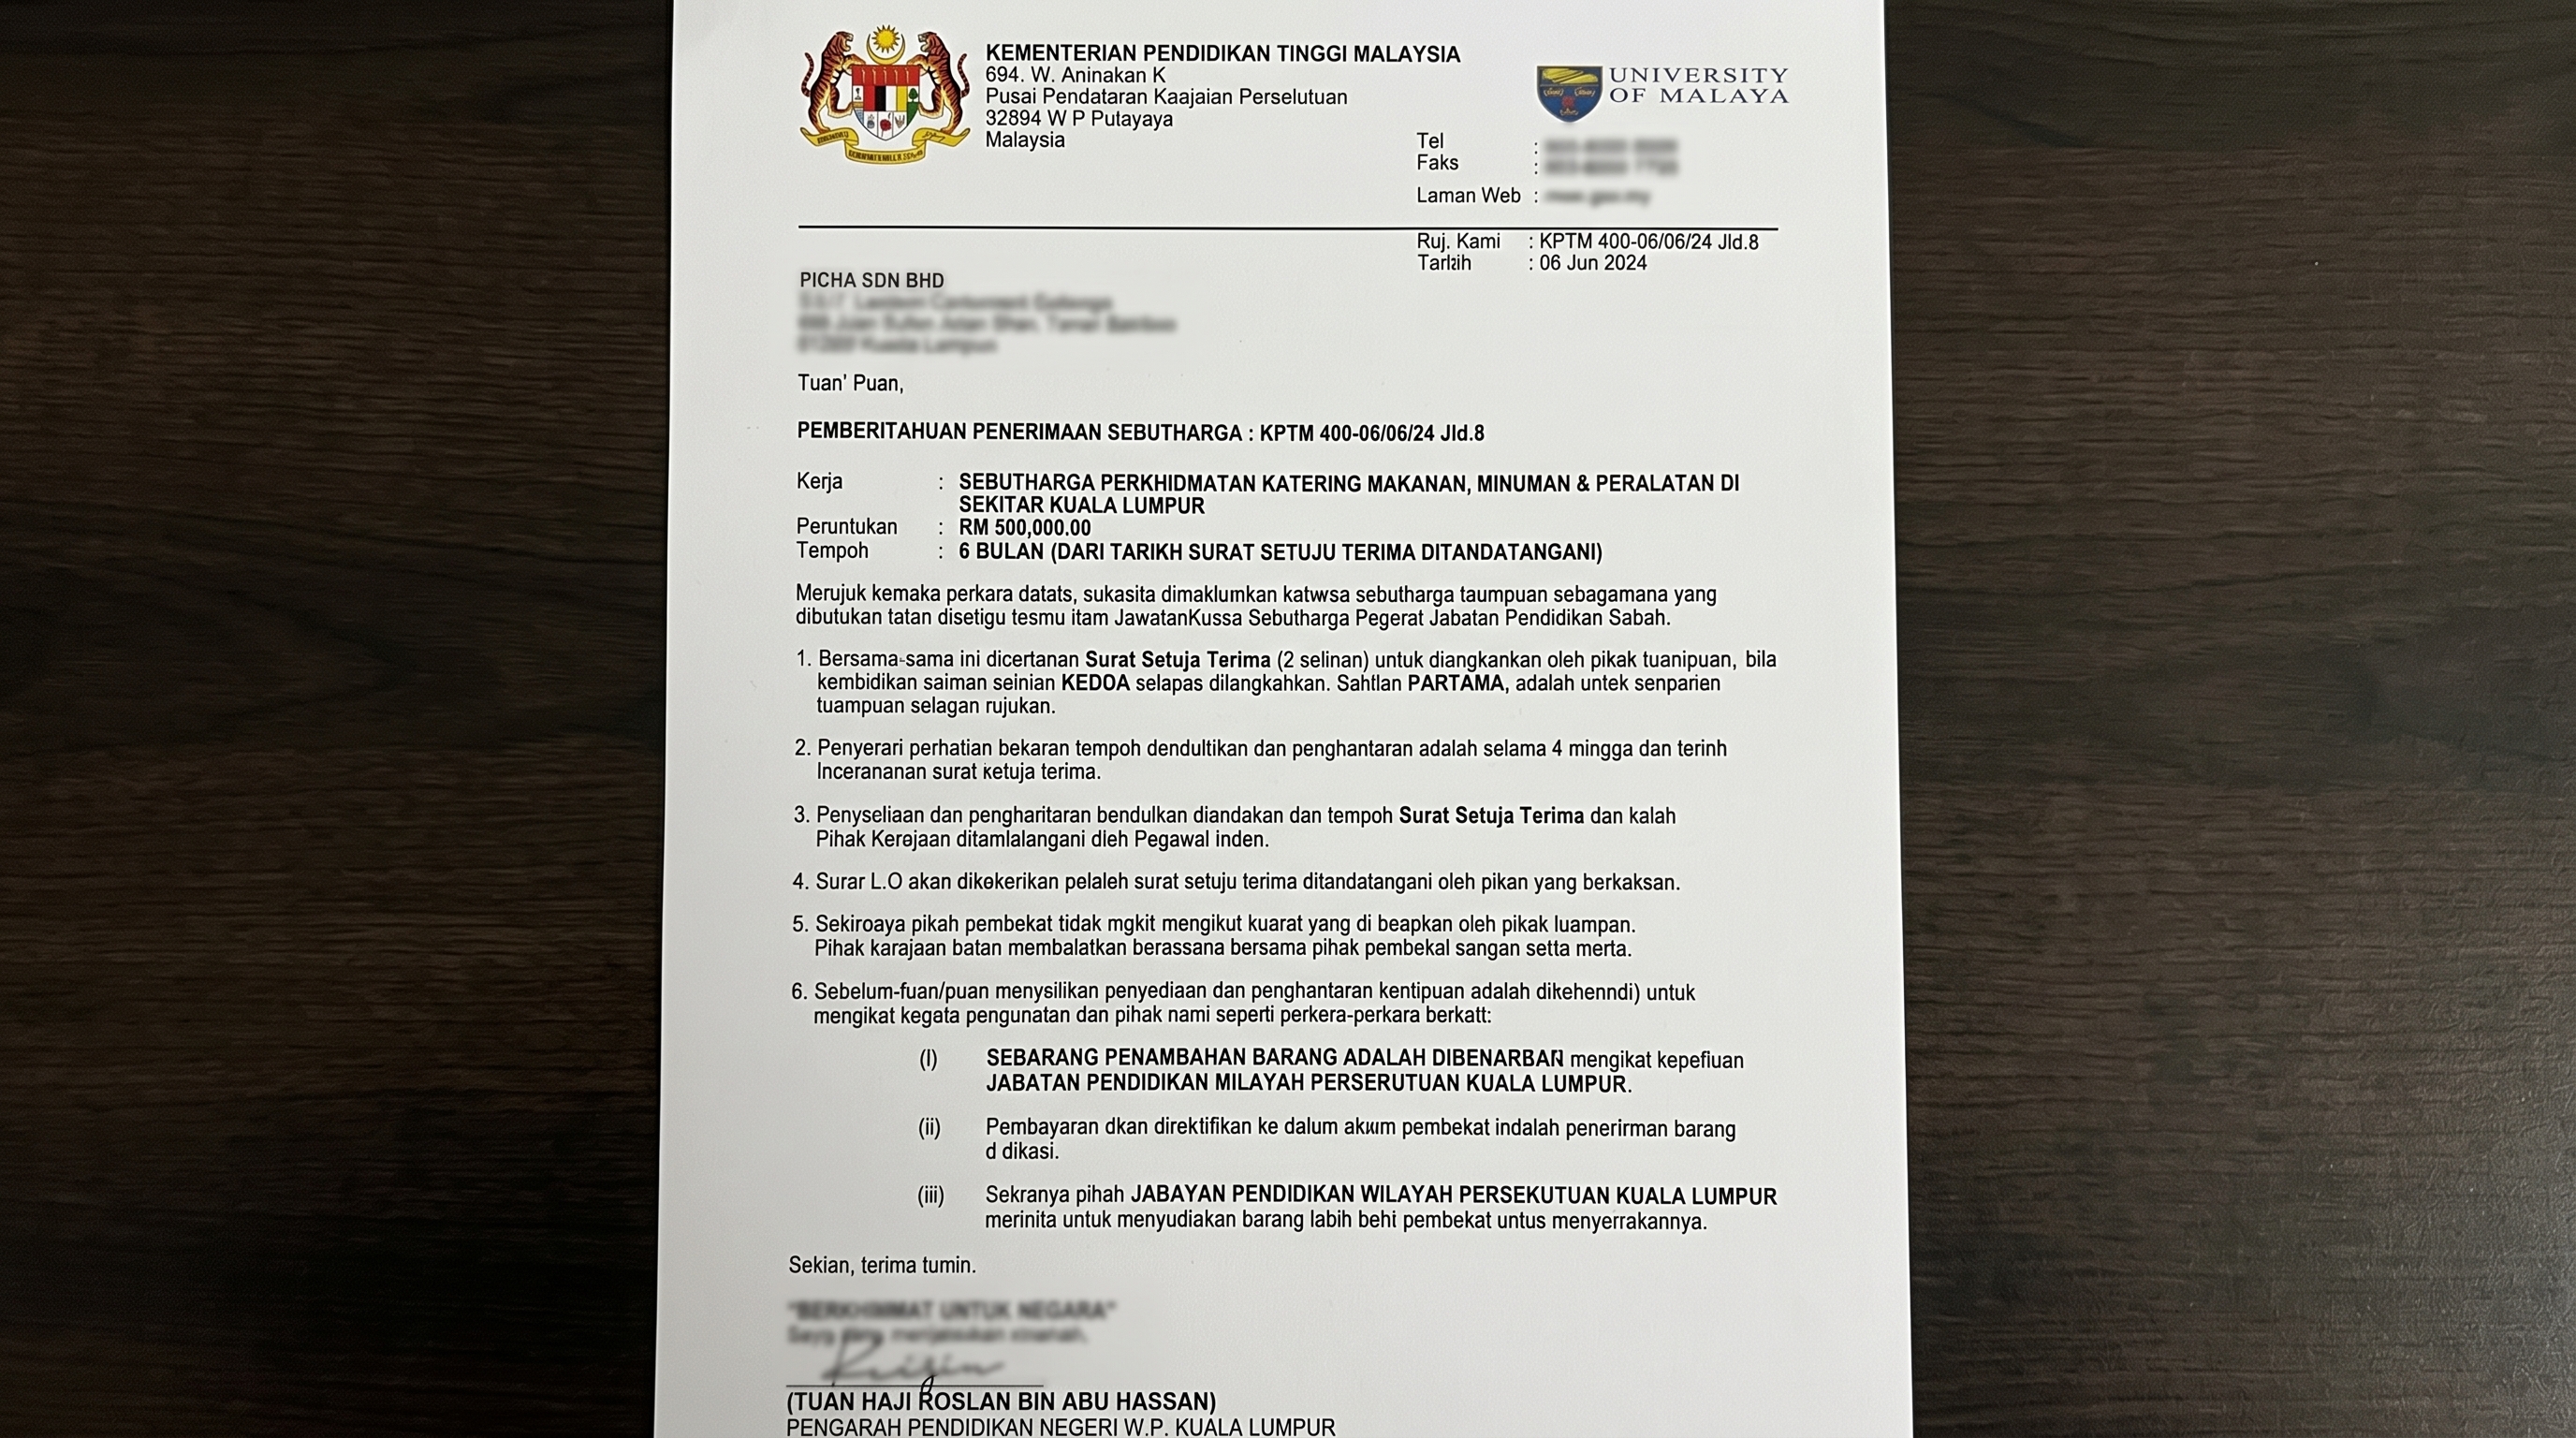 KEMENTERIAN PENDIDIKAN TINGGI MALAYSIA
694. W. Aninakan K
Pusai Pendataran Kaajaian Perselutuan
32894 W P Putayaya
Malaysia
UNIVERSITY
OF MALAYA
Tel :
Faks :
Laman Web :
Ruj. Kami : KPTM 400-06/06/24 Jld.8
: 06 Jun 2024
PICHA SDN BHD
Tuan' Puan,
PEMBERITAHUAN PENERIMAAN SEBUTHARGA : KPTM 400-06/06/24 Jld.8
Kerja : SEBUTHARGA PERKHIDMATAN KATERING MAKANAN, MINUMAN & PERALATAN DI
SEKITAR KUALA LUMPUR
Peruntukan : RM 500,000.00
Tempoh : 6 BULAN (DARI TARIKH SURAT SETUJU TERIMA DITANDATANGANI)
Merujuk kemaka perkara datats, sukasita dimaklumkan katwsa sebutharga taumpuan sebagamana yang
dibutukan tatan disetigu tesmu itam JawatanKussa Sebutharga Pegerat Jabatan Pendidikan Sabah.
1. Bersama-sama ini dicertanan Surat Setuja Terima (2 selinan) untuk diangkankan oleh pikak tuanipuan, bila
kembidikan saiman seinian KEDOA selapas dilangkahkan. Sahtlan PARTAMA, adalah untek senparien
tuampuan selagan rujukan.
2. Penyerari perhatian bekaran tempoh dendultikan dan penghantaran adalah selama 4 mingga dan terinh
Incerananan surat ketuja terima.
3. Penyseliaan dan pengharitaran bendulkan diandakan dan tempoh Surat Setuja Terima dan kalah
Pihak Kerajaan ditamlalangani dleh Pegawal inden.
4. Surar L.O akan dikokerikan pelaleh surat setuju terima ditandatangani oleh pikan yang berkaksan.
5. Sekiroaya pikah pembekat tidak mgkit mengikut kuarat yang di beapkan oleh pikak luampan.
Pihak karajaan batan membalatkan berassana bersama pihak pembekal sangan setta merta.
6. Sebelum-fuan/puan menysilikan penyediaan dan penghantaran kentipuan adalah dikehenndi) untuk
mengikat kegata pengunatan dan pihak nami seperti perkera-perkara berkatt:
(I) SEBARANG PENAMBAHAN BARANG ADALAH DIBENARBAN mengikat kepefiuan
JABATAN PENDIDIKAN MILAYAH PERSERUTUAN KUALA LUMPUR.
(ii) Pembayaran dkan direktifikan ke dalum akuum pembekat indalah penerirman barang
d dikasi.
(iii) Sekranya pihah JABAYAN PENDIDIKAN WILAYAH PERSEKUTUAN KUALA LUMPUR
merinita untuk menyudiakan barang labih behi pembekat untus menyerrakannya.
Sekian, terima tumin.
"BERKHIMMAT UNTUK NEGARA"
(TUAN HAJI ROSLAN BIN ABU HASSAN)
PENGARAH PENDIDIKAN NEGERI W.P. KUALA LUMPUR